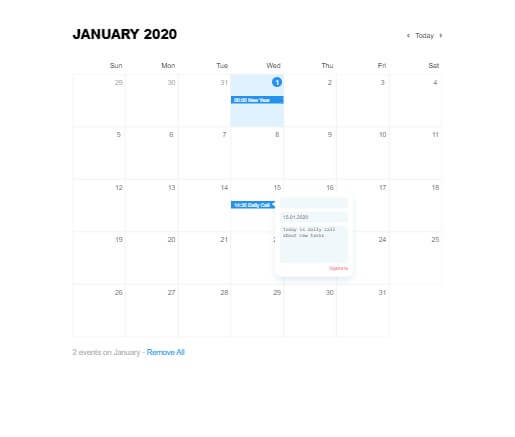 JANUARY 2020
‹ Today ›
Sun Mon Tue Wed Thu Fri Sat
29 30 31 1 2 3 4
00:00 New Year
5 6 7 8 9 10 11
12 13 14 15 16 17 18
14:30 Daily Call
15.01.2020
Today is daily call
about new tasks
19 20 21 24 25
26 27 28 29 30 31
2 events on January - Remove All